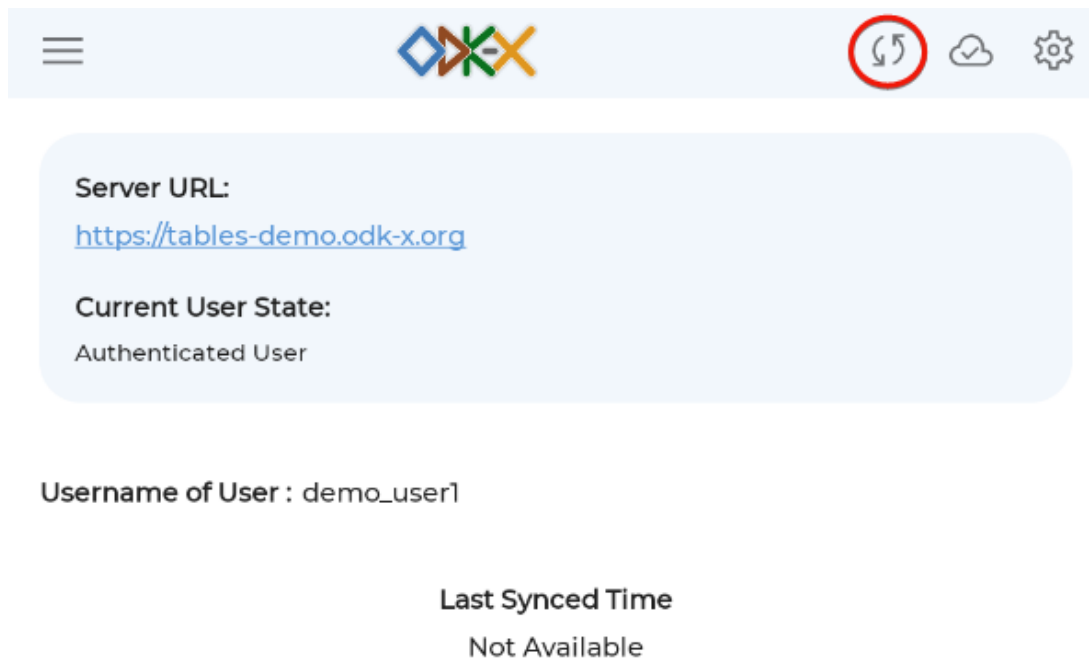 ODK-X
Server URL:
https://tables-demo.odk-x.org
Current User State:
Authenticated User
Username of User : demo_user1
Last Synced Time
Not Available